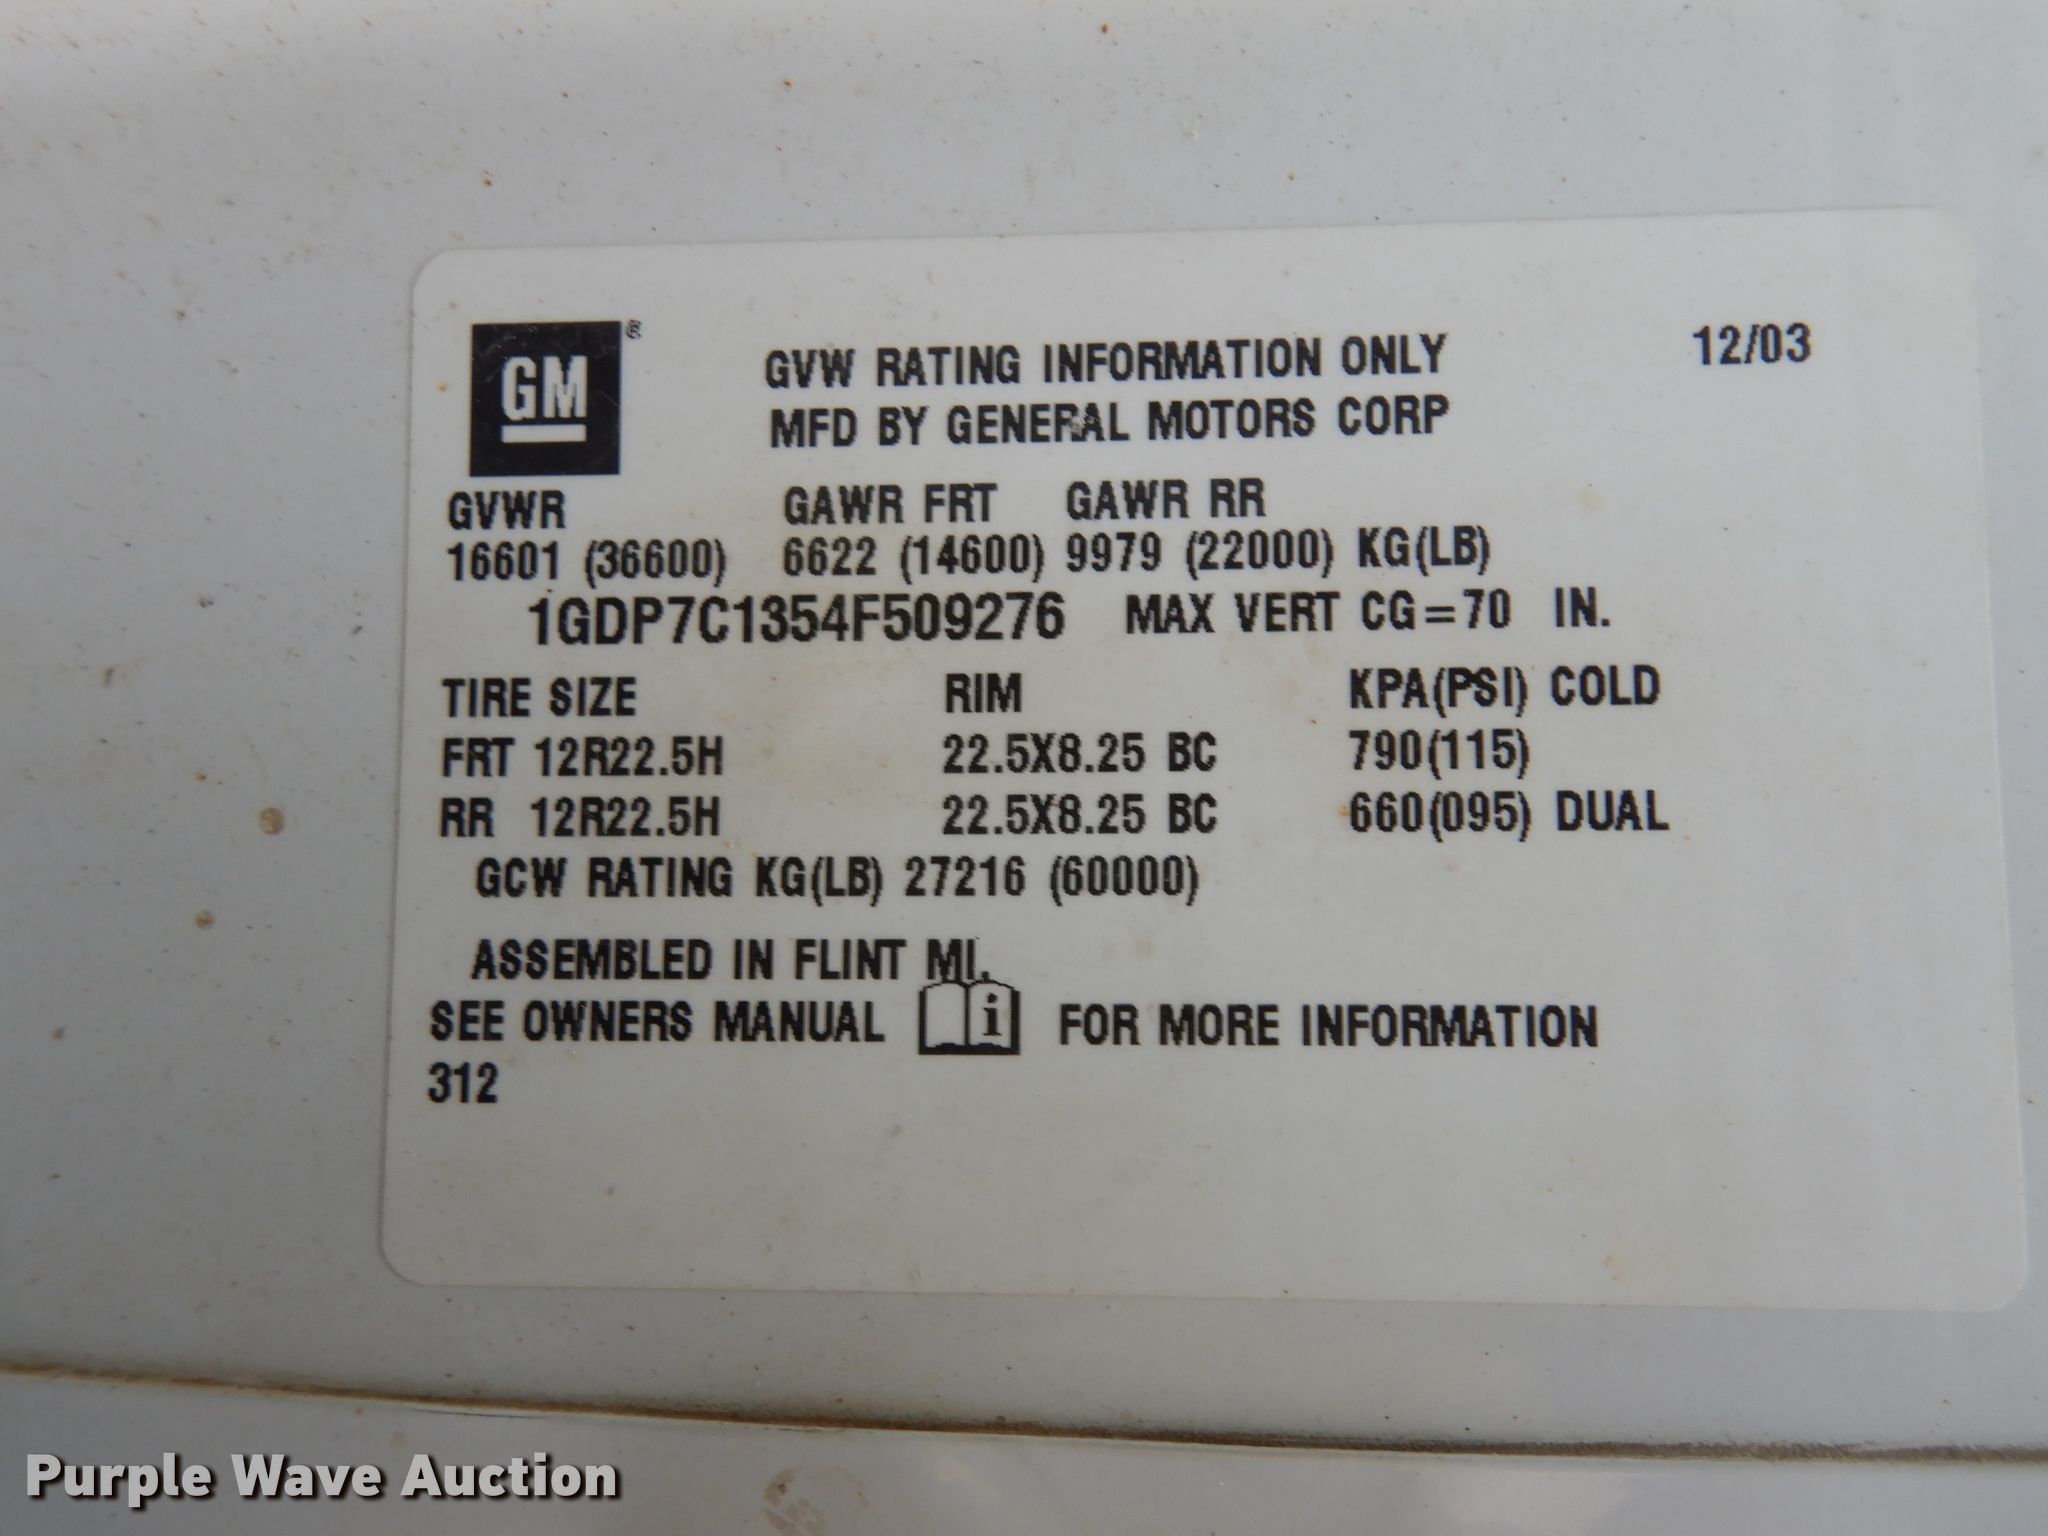 GM®
GVW RATING INFORMATION ONLY 12/03
MFD BY GENERAL MOTORS CORP
GVWR GAWR FRT GAWR RR
16601 (36600) 6622 (14600) 9979 (22000) KG(LB)
1GDP7C1354F509276 MAX VERT CG=70 IN.
TIRE SIZE RIM KPA(PSI) COLD
FRT 12R22.5H 22.5X8.25 BC 790(115)
RR 12R22.5H 22.5X8.25 BC 660(095) DUAL
GCW RATING KG(LB) 27216 (60000)
ASSEMBLED IN FLINT MI.
SEE OWNERS MANUAL i FOR MORE INFORMATION
312
Purple Wave Auction